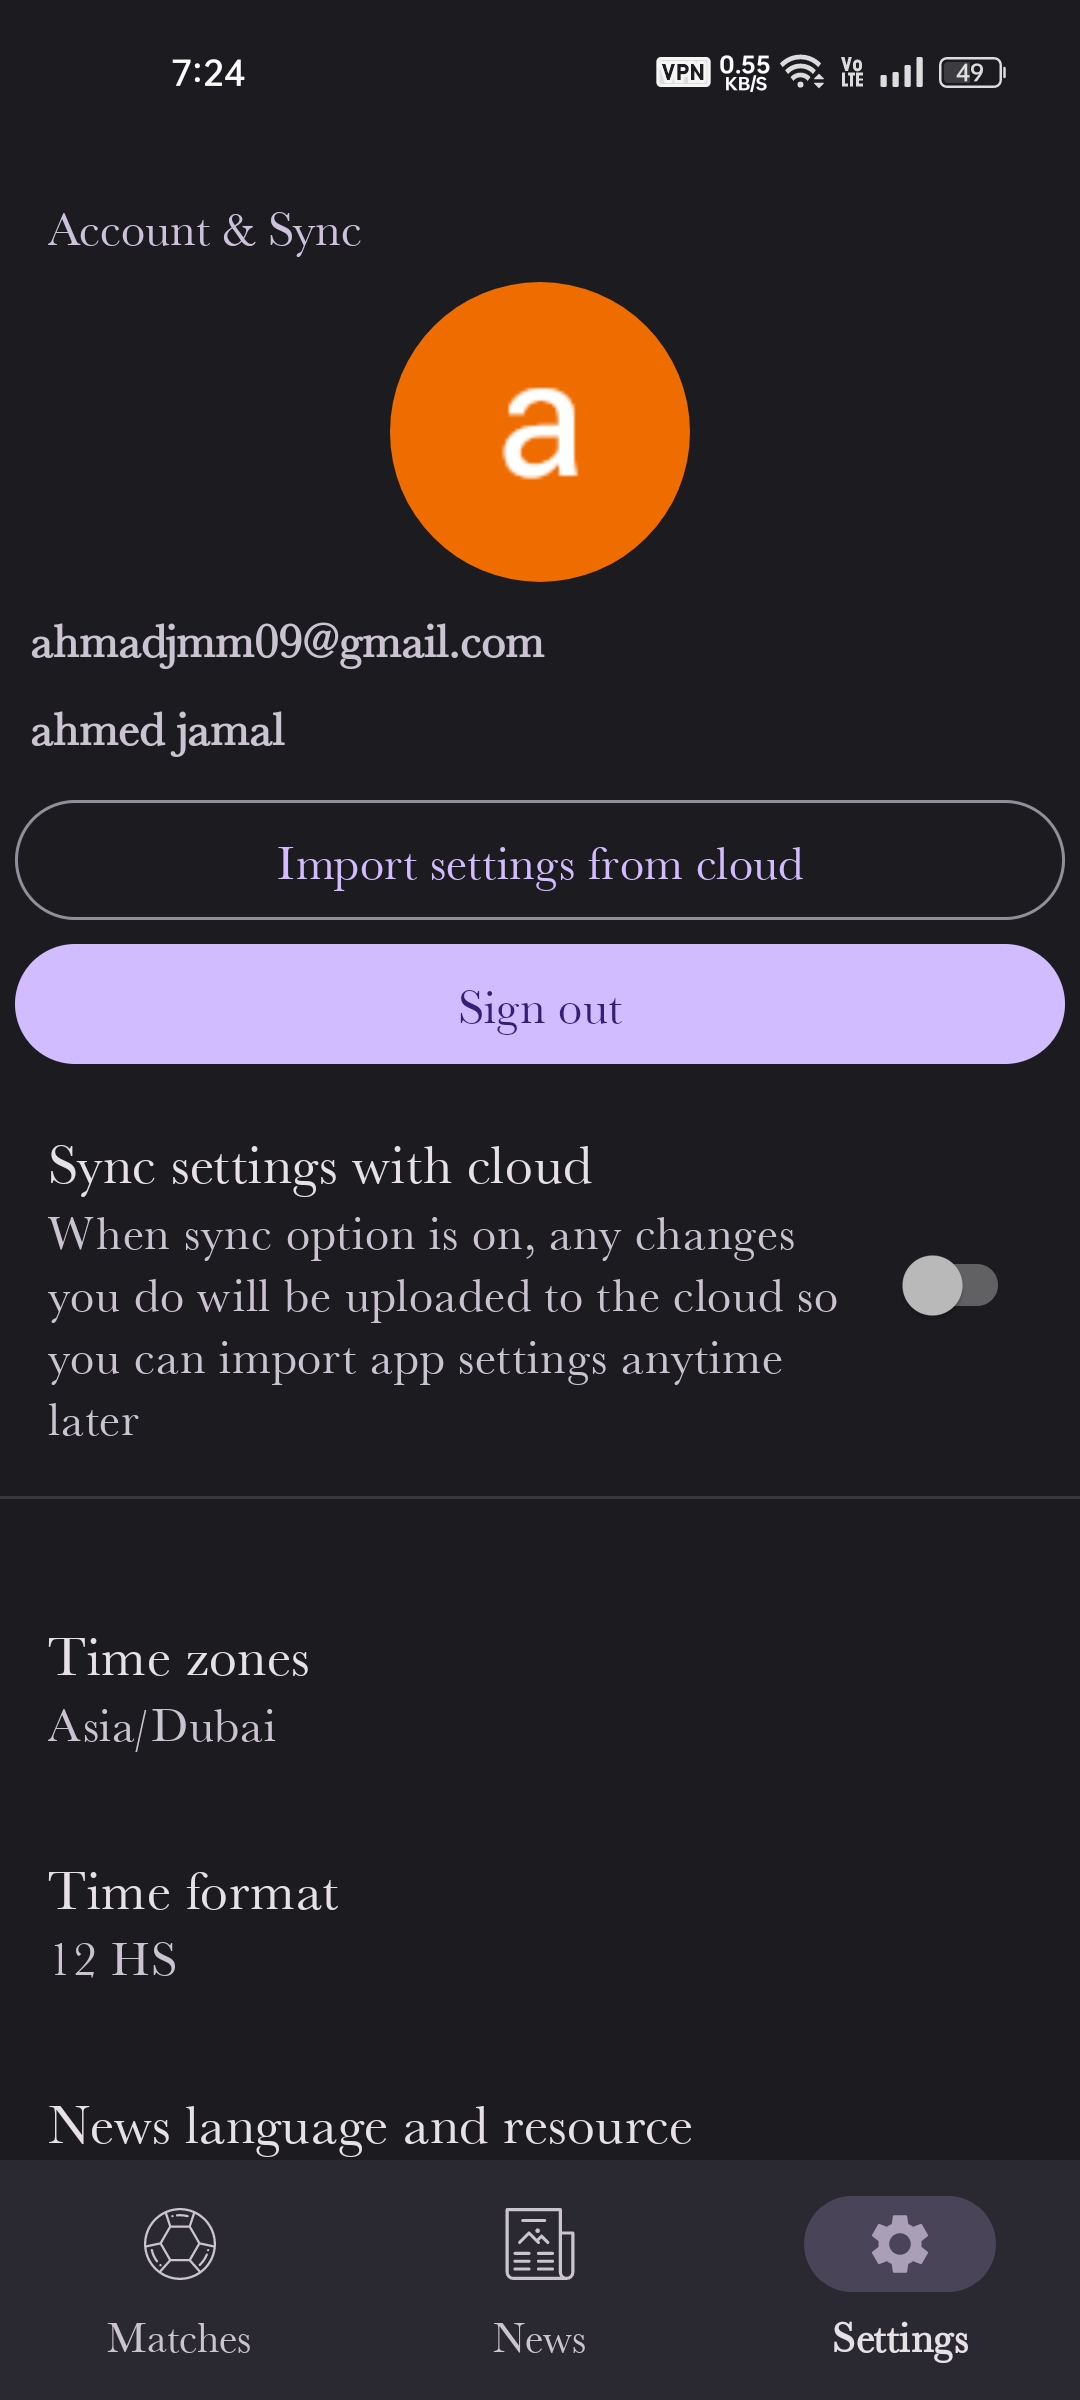 7:24
VPN 0.55 KB/S Vo LTE 49
Account & Sync
a
ahmadjmm09@gmail.com
ahmed jamal
Import settings from cloud
Sign out
Sync settings with cloud
When sync option is on, any changes
you do will be uploaded to the cloud so
you can import app settings anytime
later
Time zones
Asia/Dubai
Time format
12 HS
News language and resource
Matches
News
Settings